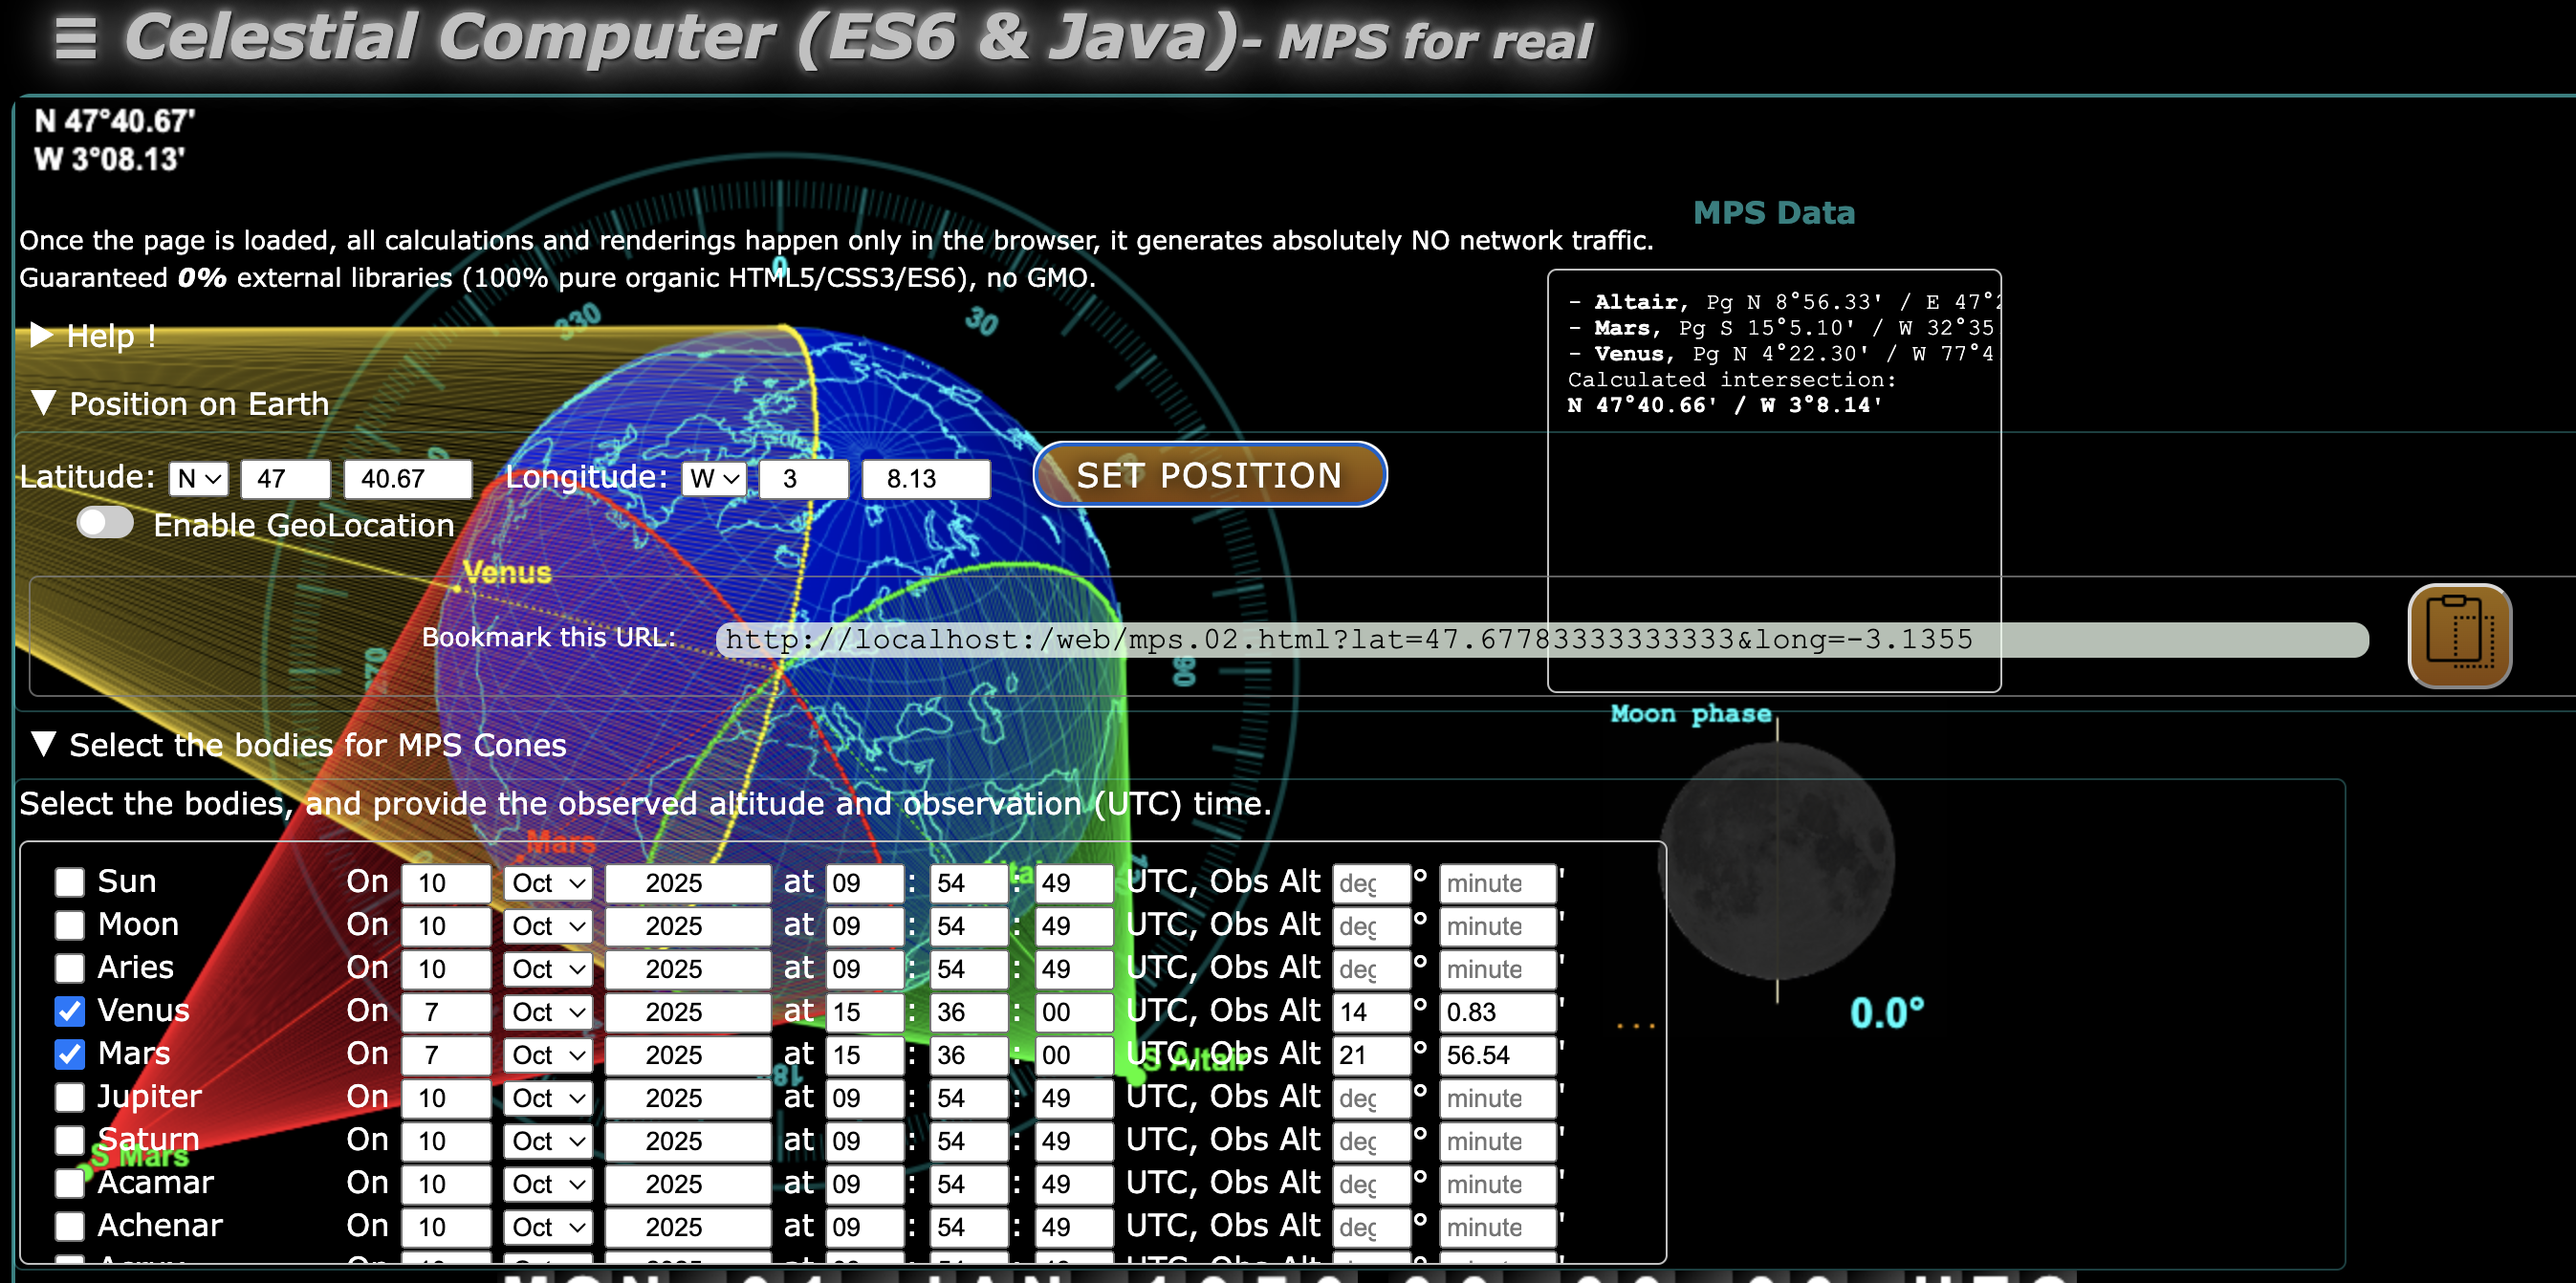 ☰ Celestial Computer (ES6 & Java)- MPS for real
N 47°40.67'
W 3°08.13'
MPS Data
Once the page is loaded, all calculations and renderings happen only in the browser, it generates absolutely NO network traffic.
Guaranteed 0% external libraries (100% pure organic HTML5/CSS3/ES6), no GMO.
0
330
30
- Altair, Pg N 8°56.33' / E 47°2
- Mars, Pg S 15°5.10' / W 32°35
- Venus, Pg N 4°22.30' / W 77°4
Calculated intersection:
N 47°40.66' / W 3°8.14'
▶ Help !
▼ Position on Earth
Latitude: N 47 40.67 Longitude: W 3 8.13 SET POSITION
Enable GeoLocation
Venus
Bookmark this URL: http://localhost:/web/mps.02.html?lat=47.67783333333333&long=-3.1355
270
90
Moon phase
▼ Select the bodies for MPS Cones
Select the bodies, and provide the observed altitude and observation (UTC) time.
Mars
Sun On 10 Oct 2025 at 09 : 54 : 49 UTC, Obs Alt deg ° minute '
Moon On 10 Oct 2025 at 09 : 54 : 49 UTC, Obs Alt deg ° minute '
Aries On 10 Oct 2025 at 09 : 54 : 49 UTC, Obs Alt deg ° minute '
Venus On 7 Oct 2025 at 15 : 36 : 00 UTC, Obs Alt 14 ° 0.83 '
0.0°
...
Mars On 7 Oct 2025 at 15 : 36 : 00 UTC, Obs Alt 21 ° 56.54 '
S Altair
180
Jupiter On 10 Oct 2025 at 09 : 54 : 49 UTC, Obs Alt deg ° minute '
Saturn On 10 Oct 2025 at 09 : 54 : 49 UTC, Obs Alt deg ° minute '
S Mars
Acamar On 10 Oct 2025 at 09 : 54 : 49 UTC, Obs Alt deg ° minute '
Achenar On 10 Oct 2025 at 09 : 54 : 49 UTC, Obs Alt deg ° minute '